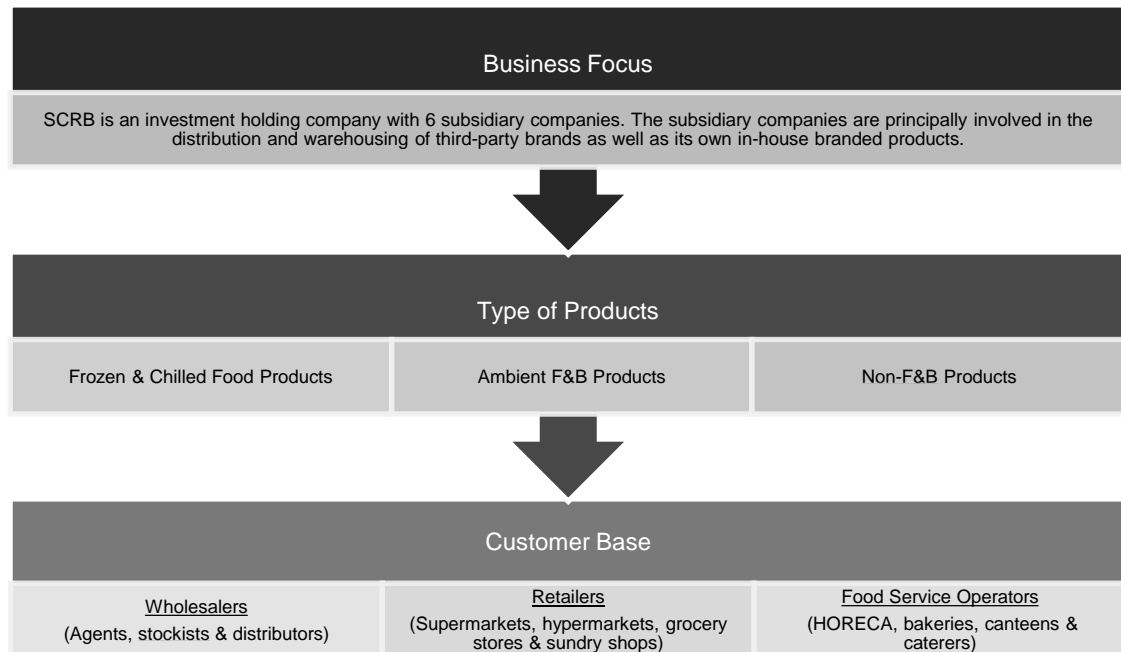 Business Focus
SCRB is an investment holding company with 6 subsidiary companies. The subsidiary companies are principally involved in the
distribution and warehousing of third-party brands as well as its own in-house branded products.
Type of Products
Frozen & Chilled Food Products
Ambient F&B Products
Non-F&B Products
Customer Base
Wholesalers
(Agents, stockists & distributors)
Retailers
(Supermarkets, hypermarkets, grocery
stores & sundry shops)
Food Service Operators
(HORECA, bakeries, canteens &
caterers)